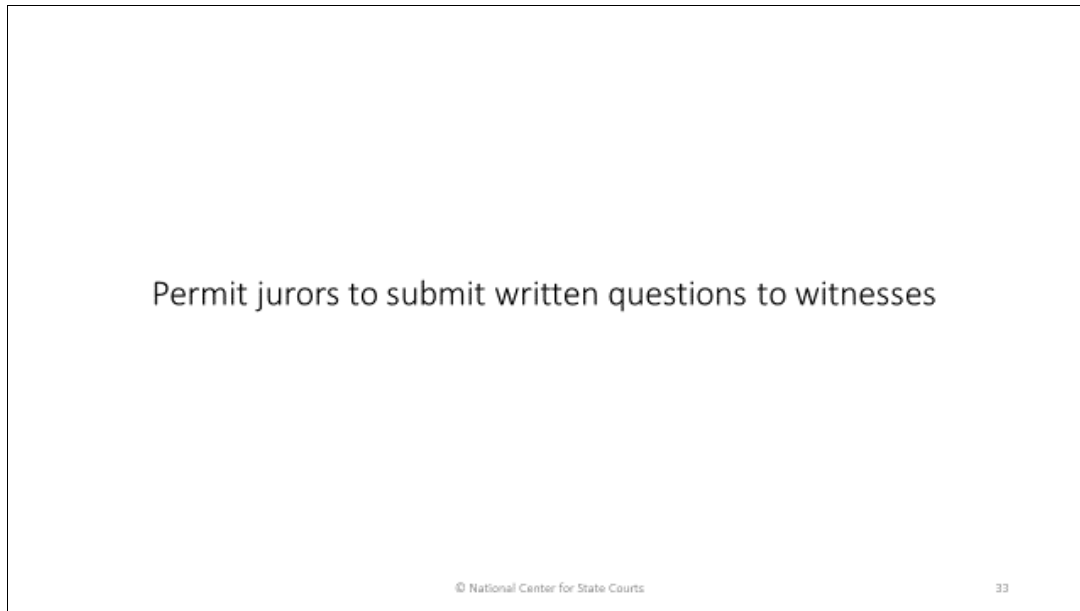 Permit jurors to submit written questions to witnesses
© National Center for State Courts
33